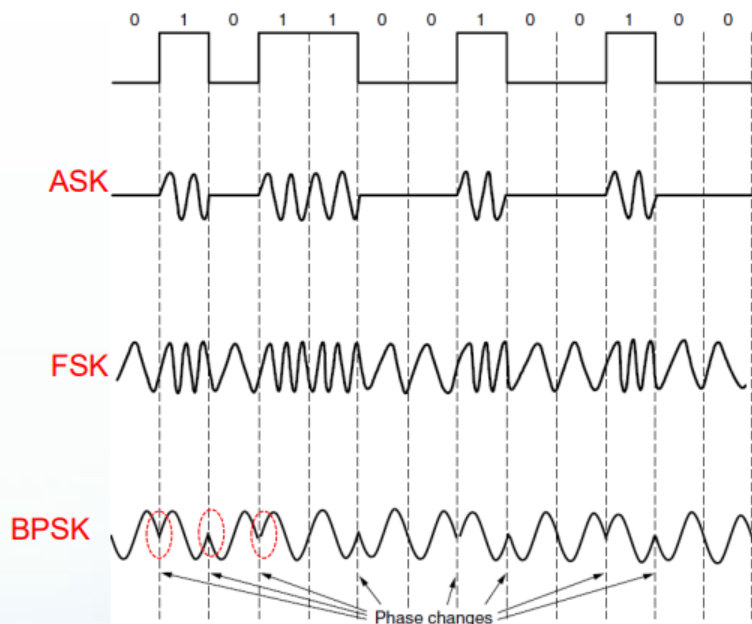 0 1 0 1 1 0 0 1 0 0 1 0 0
ASK
FSK
BPSK
Phase changes